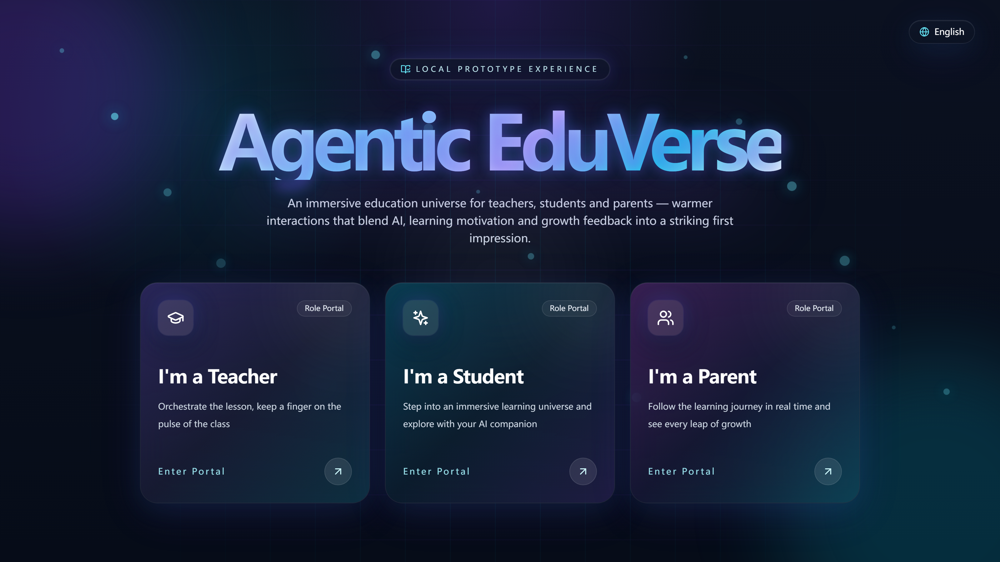 English
LOCAL PROTOTYPE EXPERIENCE
Agentic EduVerse
An immersive education universe for teachers, students and parents — warmer
interactions that blend AI, learning motivation and growth feedback into a striking first
impression.
Role Portal
I'm a Teacher
Orchestrate the lesson, keep a finger on the
pulse of the class
Enter Portal
Role Portal
I'm a Student
Step into an immersive learning universe and
explore with your AI companion
Enter Portal
Role Portal
I'm a Parent
Follow the learning journey in real time and
see every leap of growth
Enter Portal